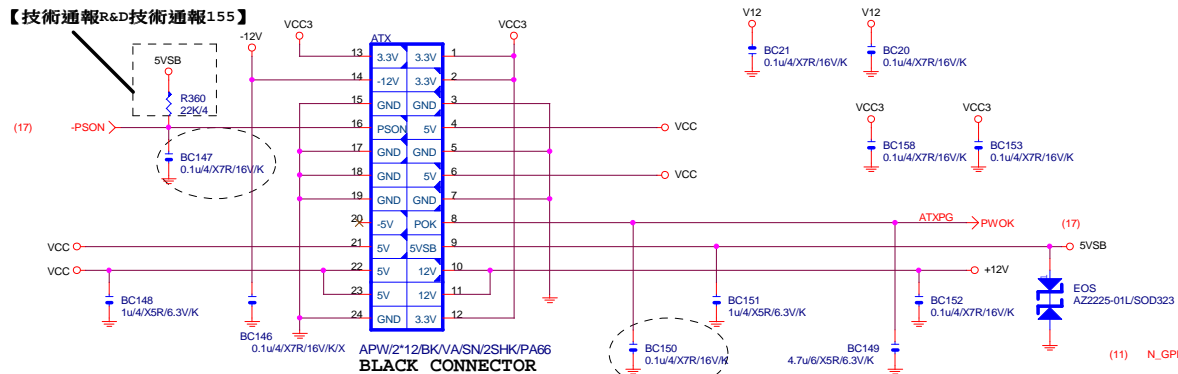 【技術通報R&D技術通報155】
5VSB
R360
22K/4
(17)
-PSON
BC147
0.1u/4/X7R/16V/K
-12V
VCC3
VCC3
ATX
13
3.3V
3.3V
1
14
-12V
3.3V
2
15
GND
GND
3
16
PSON
5V
4
17
GND
GND
5
18
GND
5V
6
19
GND
GND
7
20
-5V
POK
8
21
5V
5VSB
9
22
5V
12V
10
23
5V
12V
11
24
GND
3.3V
12
VCC
VCC
VCC
VCC
BC148
1u/4/X5R/6.3V/K
BC146
0.1u/4/X7R/16V/K/X
APW/2*12/BK/VA/SN/2SHK/PA66
BLACK CONNECTOR
V12
BC21
0.1u/4/X7R/16V/K
V12
BC20
0.1u/4/X7R/16V/K
VCC3
BC158
0.1u/4/X7R/16V/K
VCC3
BC153
0.1u/4/X7R/16V/K
ATXPG
PWOK
(17)
5VSB
+12V
BC151
1u/4/X5R/6.3V/K
BC152
0.1u/4/X7R/16V/K
EOS
AZ2225-01L/SOD323
BC150
0.1u/4/X7R/16V/K
BC149
4.7u/6/X5R/6.3V/K
(11)
N_GP